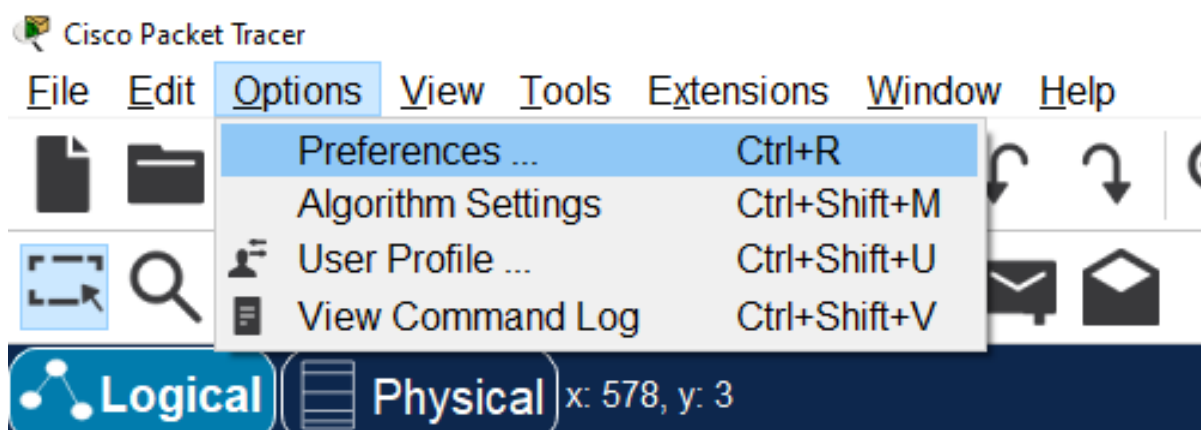 Cisco Packet Tracer
File Edit Options View Tools Extensions Window Help
Preferences ... Ctrl+R
Algorithm Settings Ctrl+Shift+M
User Profile ... Ctrl+Shift+U
View Command Log Ctrl+Shift+V
Logical Physical x: 578, y: 3